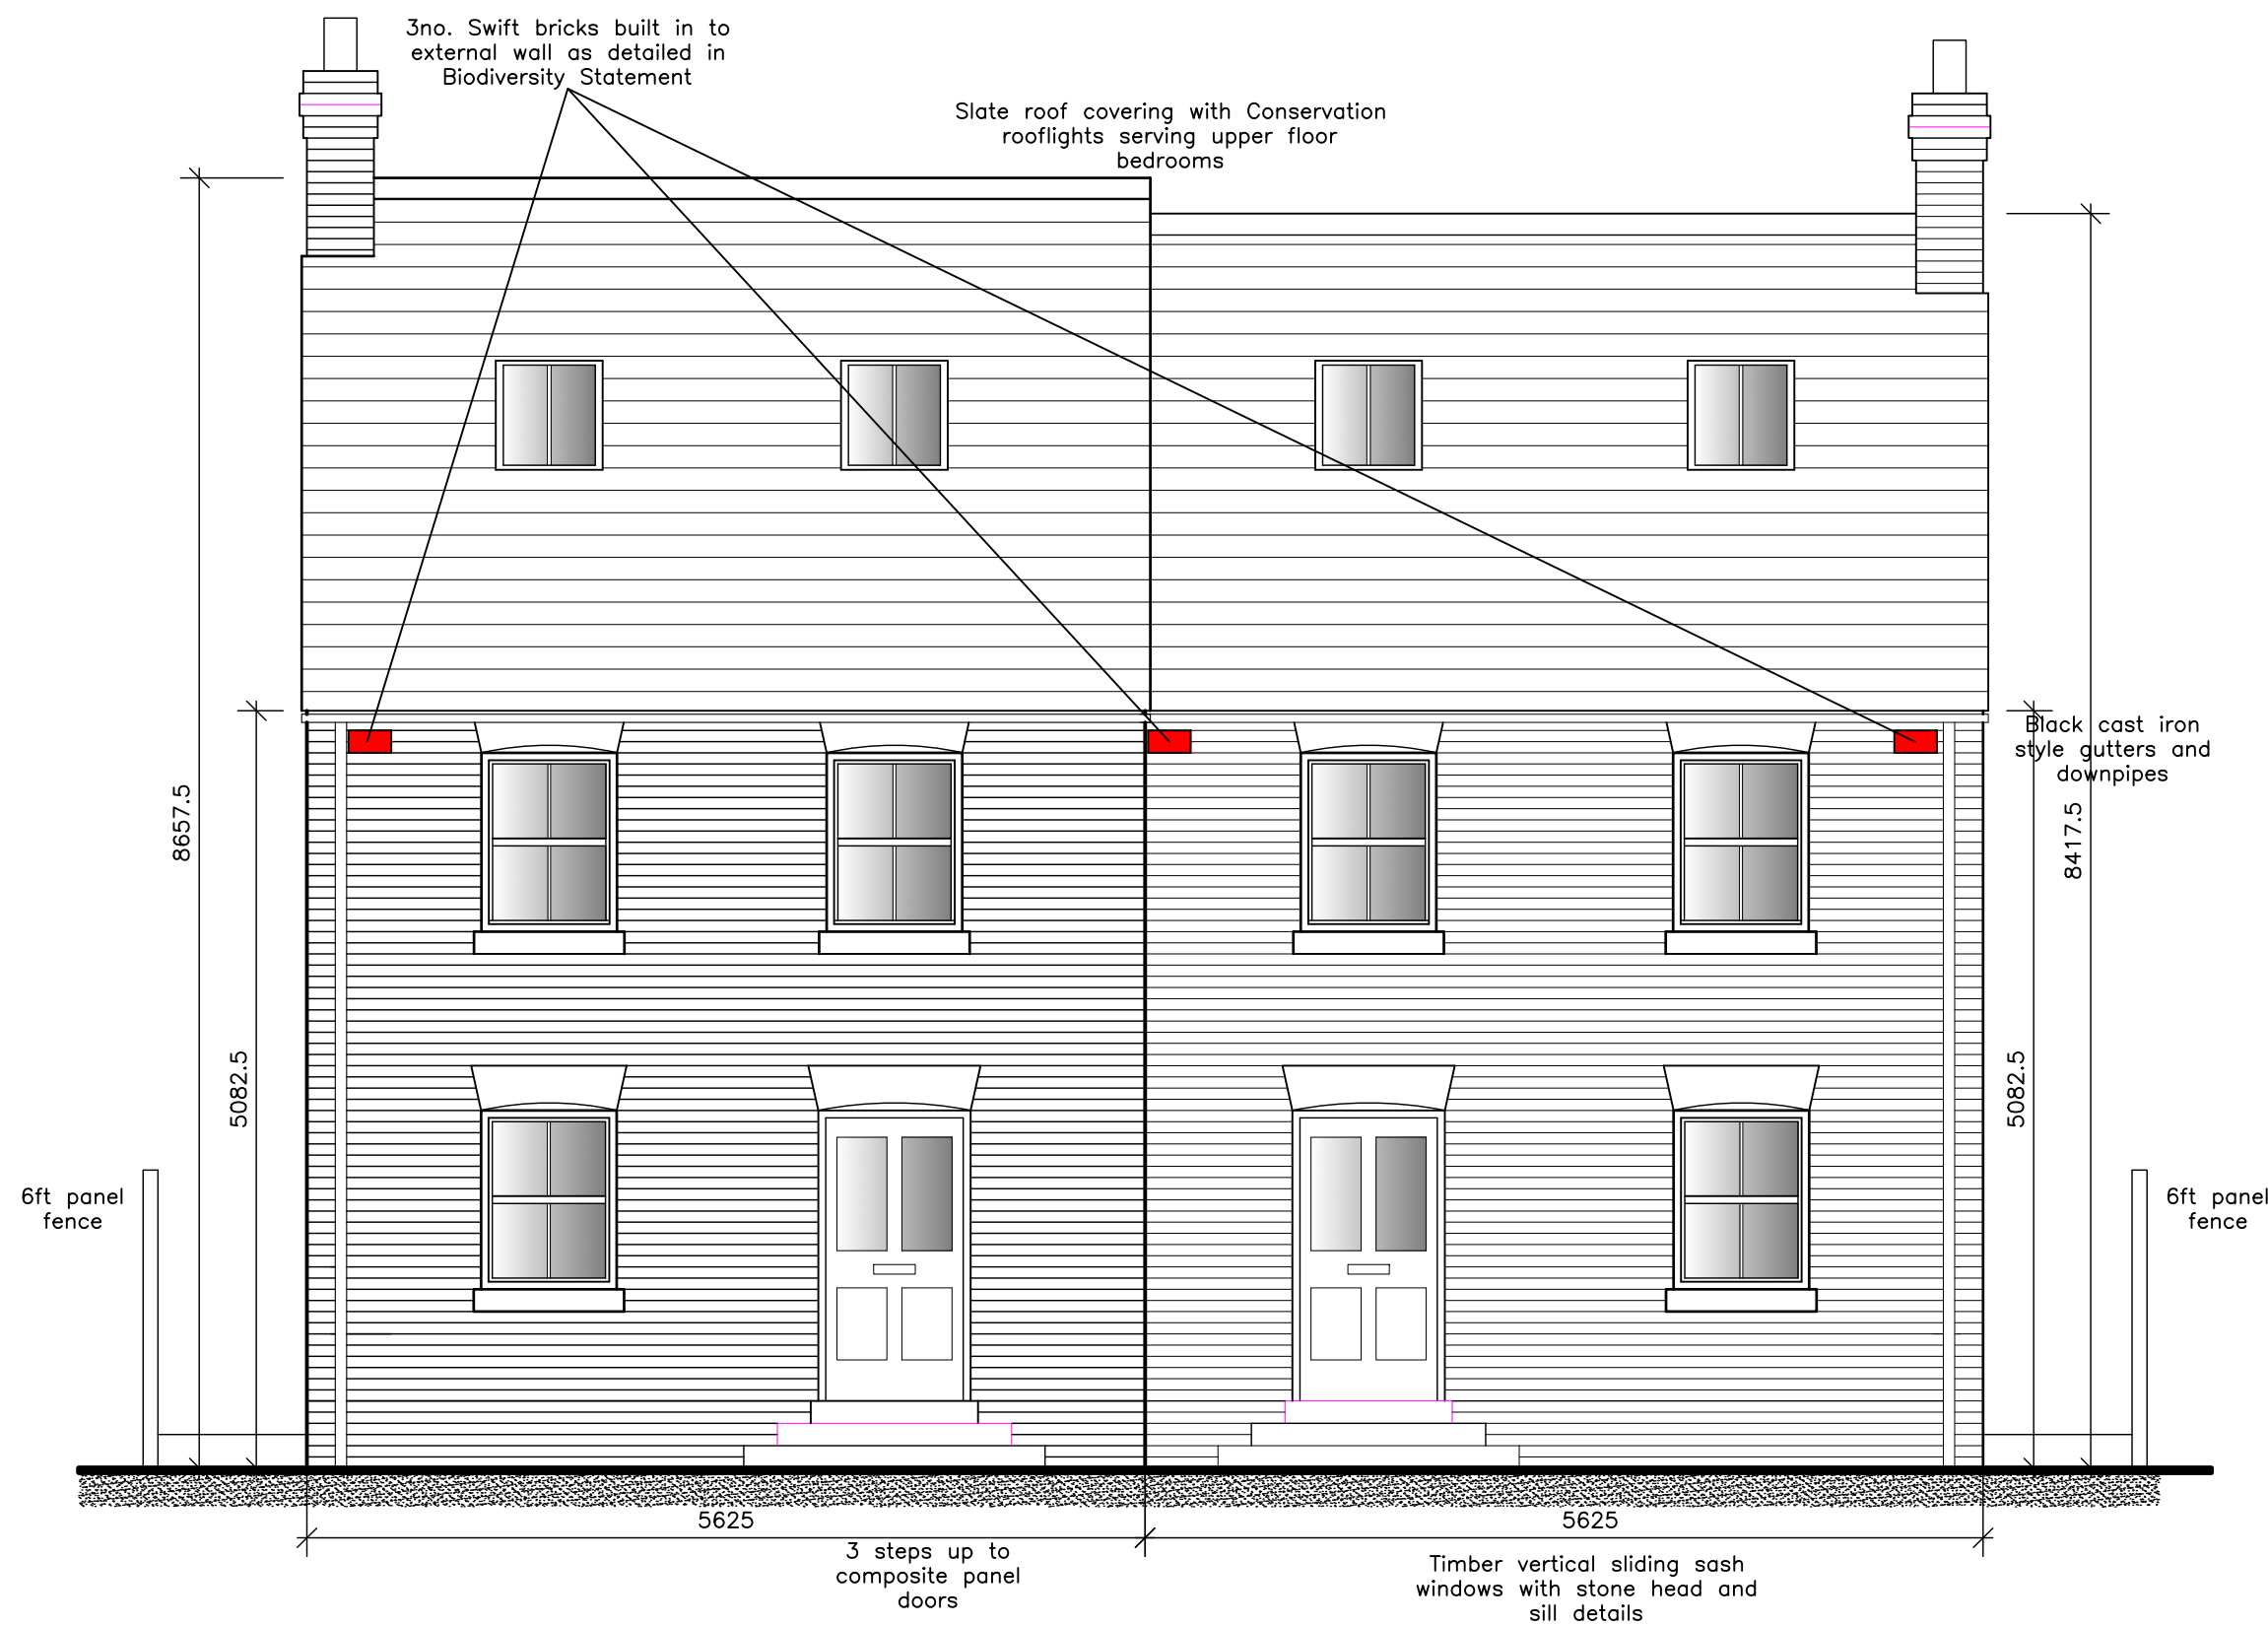 3no. Swift bricks built in to
external wall as detailed in
Biodiversity Statement
Slate roof covering with Conservation
rooflights serving upper floor
bedrooms
Black cast iron
style gutters and
downpipes
8657.5
8417.5
5082.5
5082.5
6ft panel
fence
6ft panel
fence
5625
5625
3 steps up to
composite panel
doors
Timber vertical sliding sash
windows with stone head and
sill details